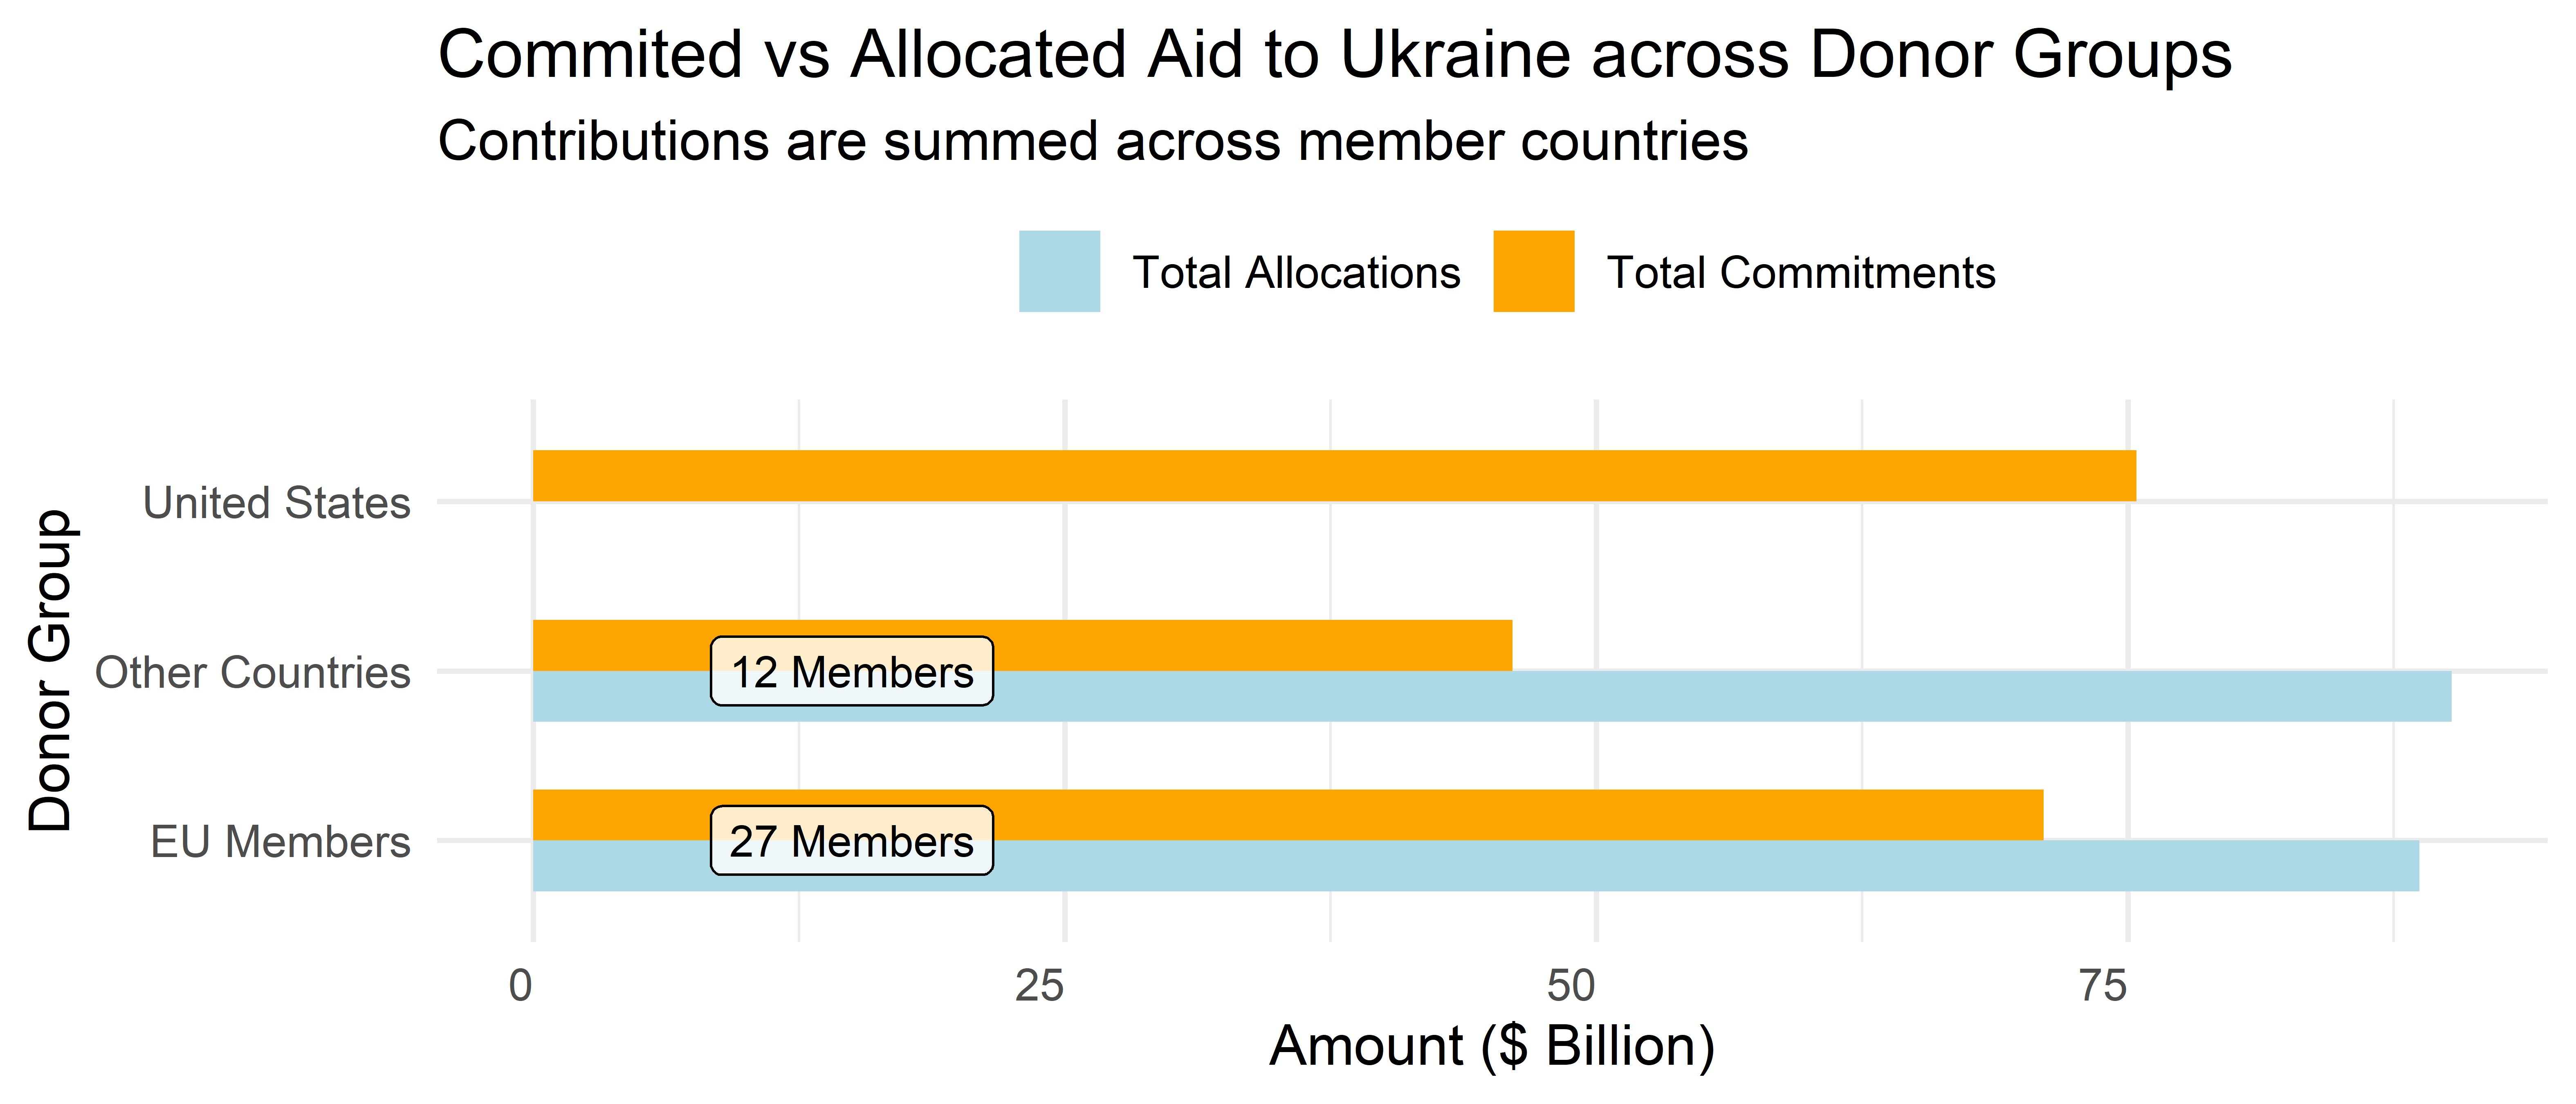 Commited vs Allocated Aid to Ukraine across Donor Groups
Contributions are summed across member countries
Total Allocations
Total Commitments
Donor Group
United States
Other Countries
12 Members
EU Members
27 Members
0 25 50 75
Amount ($ Billion)